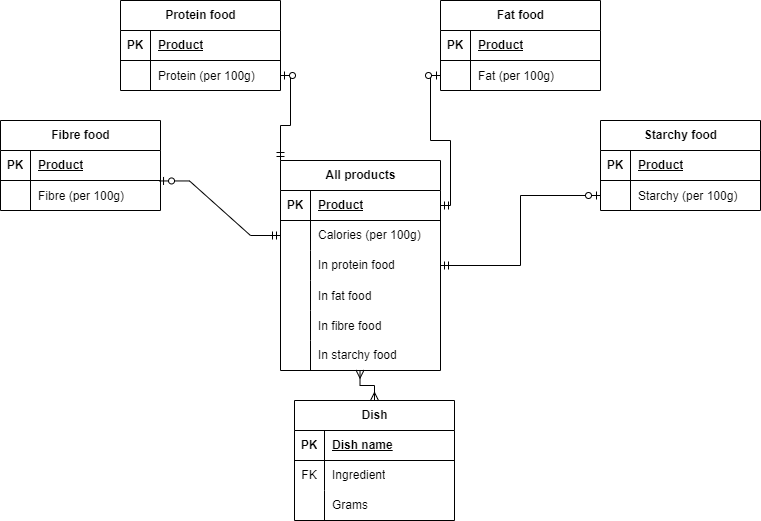 Protein food
PK Product
Protein (per 100g)
Fat food
PK Product
Fat (per 100g)
Fibre food
PK Product
Fibre (per 100g)
Starchy food
PK Product
Starchy (per 100g)
All products
PK Product
Calories (per 100g)
In protein food
In fat food
In fibre food
In starchy food
Dish
PK Dish name
FK Ingredient
Grams